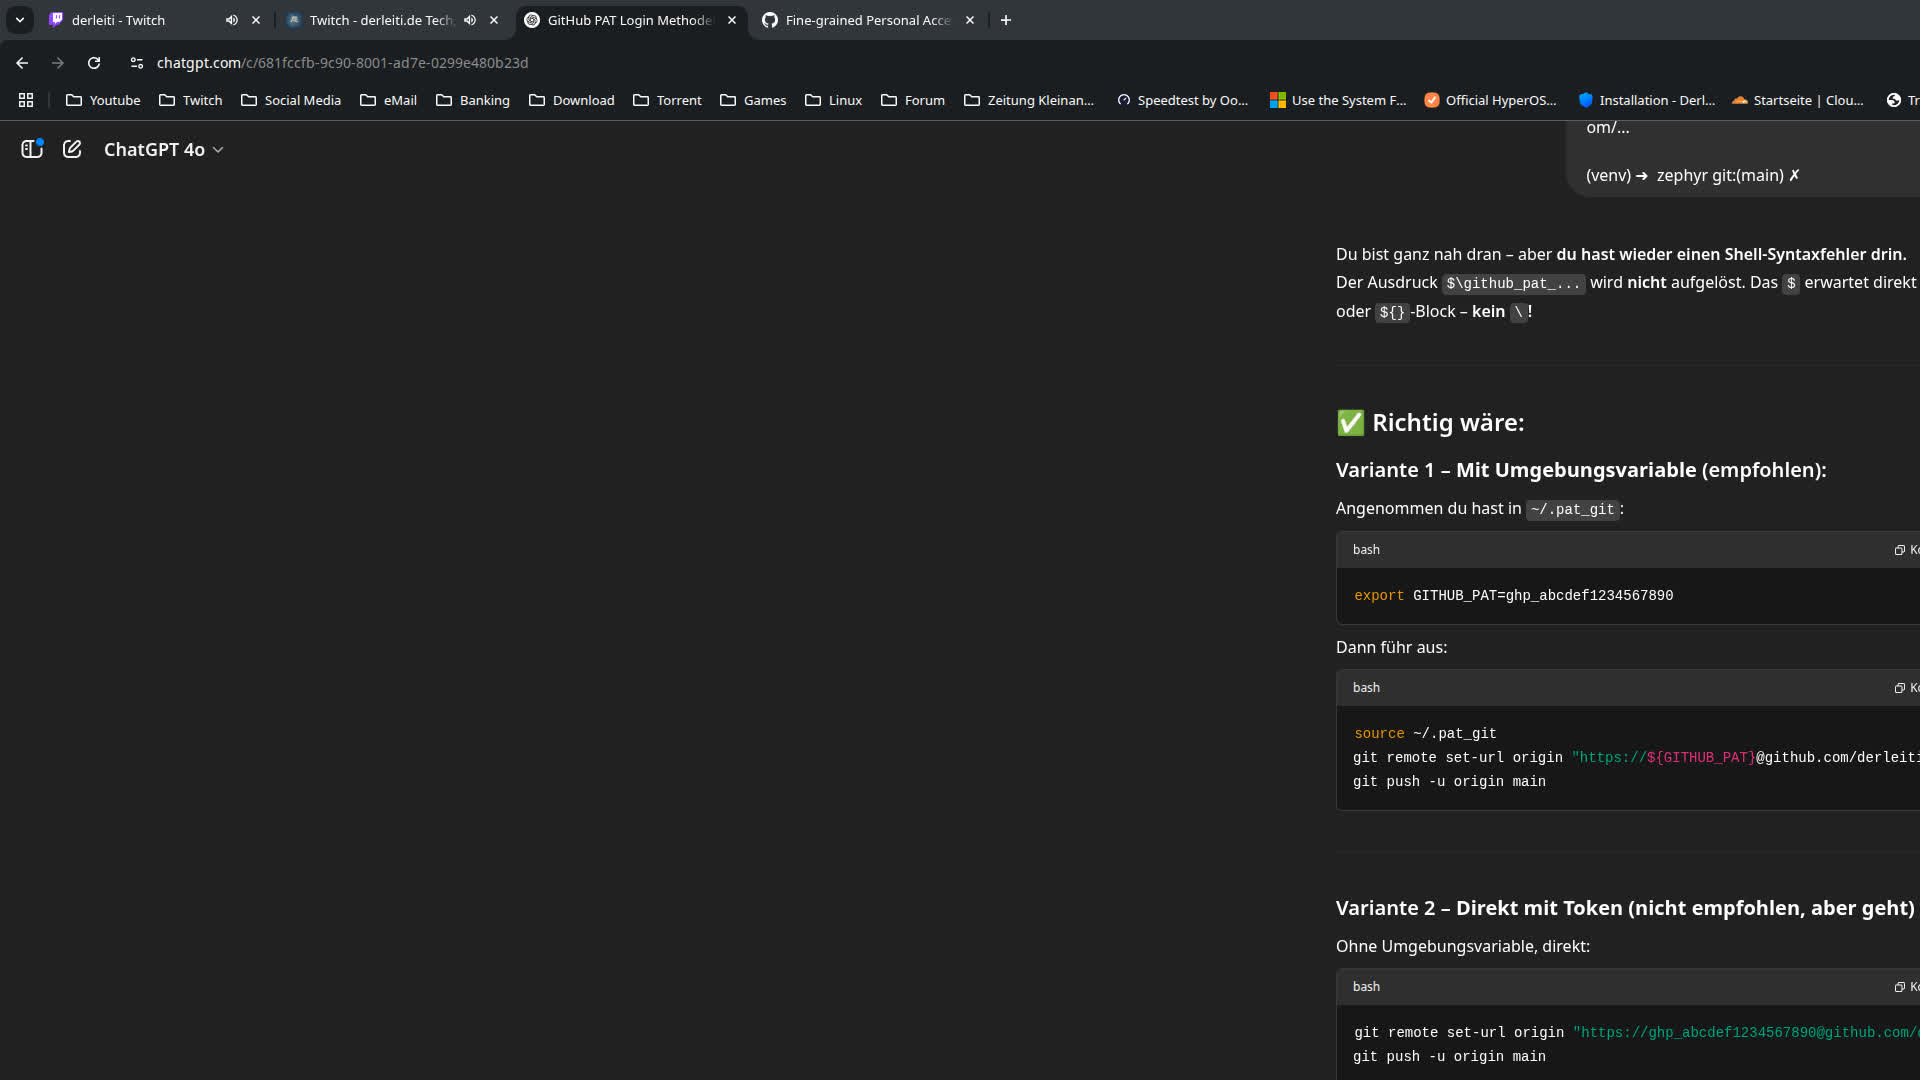 derleiti - Twitch
Twitch - derleiti.de Tech
GitHub PAT Login Methode
Fine-grained Personal Acce
chatgpt.com/c/681fccfb-9c90-8001-ad7e-0299e480b23d
Youtube
Twitch
Social Media
eMail
Banking
Download
Torrent
Games
Linux
Forum
Zeitung Kleinan...
Speedtest by Oo...
Use the System F...
Official HyperOS...
Installation - Derl...
Startseite | Clou...
Tr
ChatGPT 4o
om/...
(venv) ➜ zephyr git:(main) ✗
Du bist ganz nah dran – aber du hast wieder einen Shell-Syntaxfehler drin.
Der Ausdruck $\github_pat_... wird nicht aufgelöst. Das $ erwartet direkt
oder ${}-Block – kein \!
✅ Richtig wäre:
Variante 1 – Mit Umgebungsvariable (empfohlen):
Angenommen du hast in ~/.pat_git:
bash
Ko
export GITHUB_PAT=ghp_abcdef1234567890
Dann führ aus:
bash
Ko
source ~/.pat_git
git remote set-url origin "https://${GITHUB_PAT}@github.com/derleiti
git push -u origin main
Variante 2 – Direkt mit Token (nicht empfohlen, aber geht)
Ohne Umgebungsvariable, direkt:
bash
Ko
git remote set-url origin "https://ghp_abcdef1234567890@github.com/
git push -u origin main